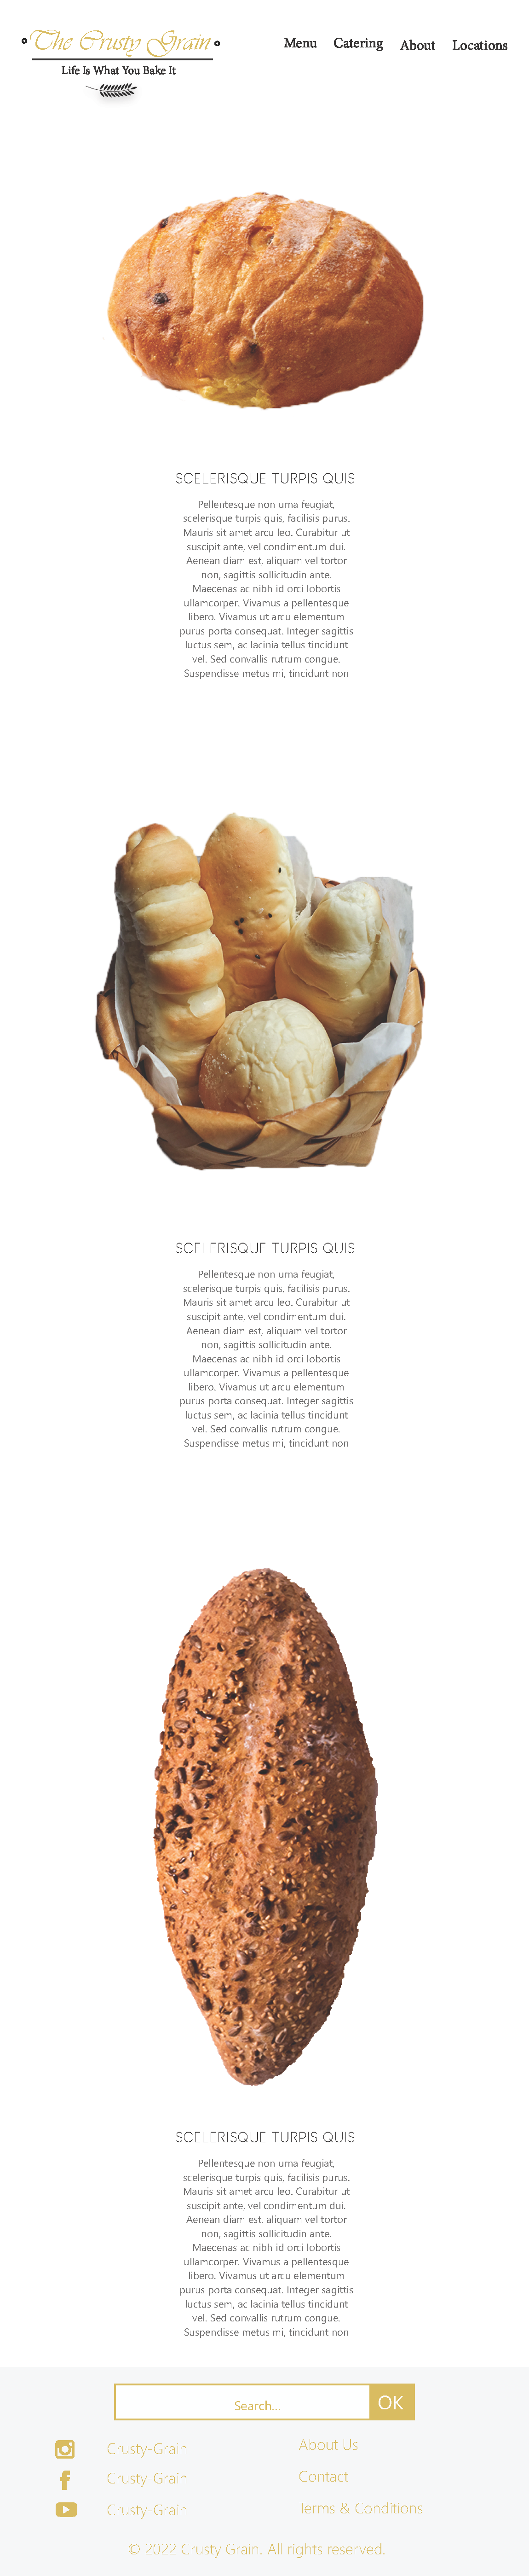 The Crusty Grain
Life Is What You Bake It
Menu Catering About Locations
SCELERISQUE TURPIS QUIS
Pellentesque non urna feugiat,
scelerisque turpis quis, facilisis purus.
Mauris sit amet arcu leo. Curabitur ut
suscipit ante, vel condimentum dui.
Aenean diam est, aliquam vel tortor
non, sagittis sollicitudin ante.
Maecenas ac nibh id orci lobortis
ullamcorper. Vivamus a pellentesque
libero. Vivamus ut arcu elementum
purus porta consequat. Integer sagittis
luctus sem, ac lacinia tellus tincidunt
vel. Sed convallis rutrum congue.
Suspendisse metus mi, tincidunt non
SCELERISQUE TURPIS QUIS
Pellentesque non urna feugiat,
scelerisque turpis quis, facilisis purus.
Mauris sit amet arcu leo. Curabitur ut
suscipit ante, vel condimentum dui.
Aenean diam est, aliquam vel tortor
non, sagittis sollicitudin ante.
Maecenas ac nibh id orci lobortis
ullamcorper. Vivamus a pellentesque
libero. Vivamus ut arcu elementum
purus porta consequat. Integer sagittis
luctus sem, ac lacinia tellus tincidunt
vel. Sed convallis rutrum congue.
Suspendisse metus mi, tincidunt non
SCELERISQUE TURPIS QUIS
Pellentesque non urna feugiat,
scelerisque turpis quis, facilisis purus.
Mauris sit amet arcu leo. Curabitur ut
suscipit ante, vel condimentum dui.
Aenean diam est, aliquam vel tortor
non, sagittis sollicitudin ante.
Maecenas ac nibh id orci lobortis
ullamcorper. Vivamus a pellentesque
libero. Vivamus ut arcu elementum
purus porta consequat. Integer sagittis
luctus sem, ac lacinia tellus tincidunt
vel. Sed convallis rutrum congue.
Suspendisse metus mi, tincidunt non
Search... OK
Crusty-Grain
Crusty-Grain
Crusty-Grain
About Us
Contact
Terms & Conditions
© 2022 Crusty Grain. All rights reserved.